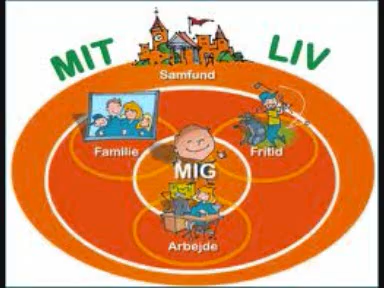 MIT LIV
Samfund
Familie
Fritid
MIG
Arbejde